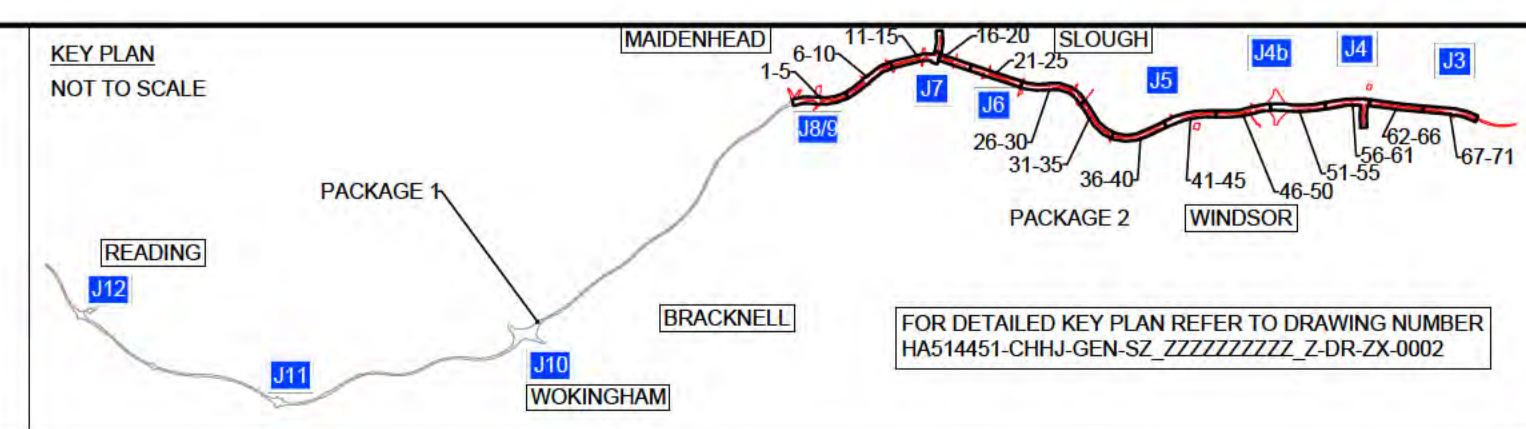 KEY PLAN
NOT TO SCALE
MAIDENHEAD
SLOUGH
11-15
16-20
6-10
21-25
1-5
J8/9
J7
J6
J5
J4b
J4
J3
26-30
31-35
36-40
41-45
46-50
51-55
56-61
62-66
67-71
PACKAGE 1
PACKAGE 2
WINDSOR
READING
J12
J11
J10
WOKINGHAM
BRACKNELL
FOR DETAILED KEY PLAN REFER TO DRAWING NUMBER
HA514451-CHHJ-GEN-SZ_ZZZZZZZZZZ_Z-DR-ZX-0002